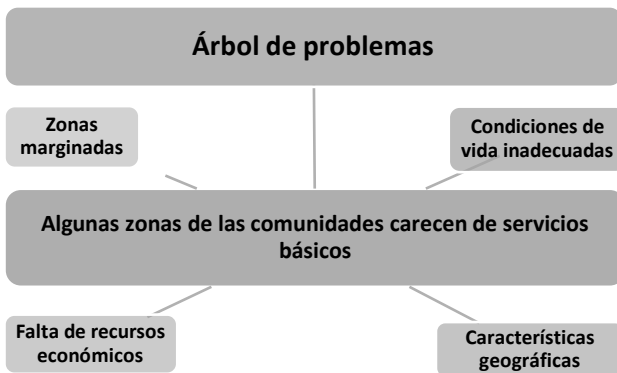 Árbol de problemas
Zonas
marginadas
Condiciones de
vida inadecuadas
Algunas zonas de las comunidades carecen de servicios
básicos
Falta de recursos
económicos
Características
geográficas